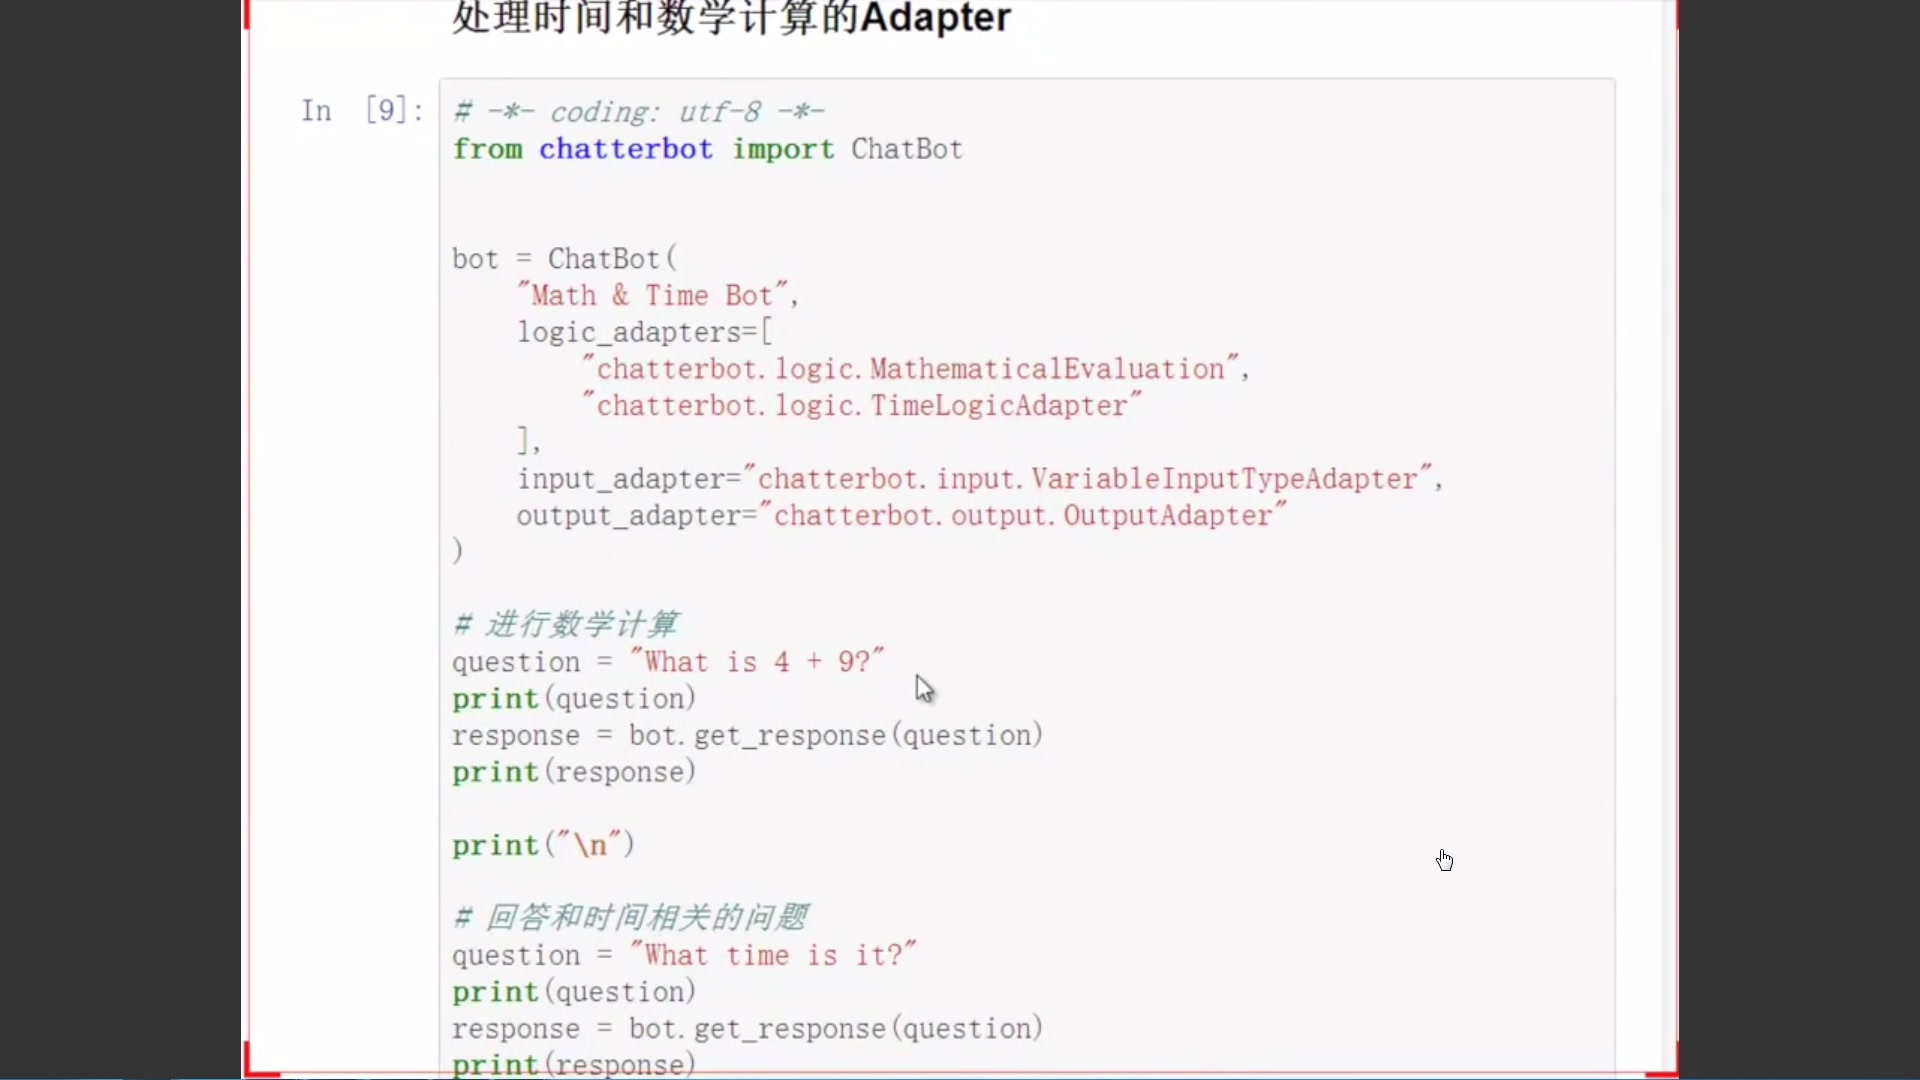 处理时间和数学计算的Adapter
In [9]:
# -*- coding: utf-8 -*-
from chatterbot import ChatBot
bot = ChatBot(
"Math & Time Bot",
logic_adapters=[
"chatterbot.logic.MathematicalEvaluation",
"chatterbot.logic.TimeLogicAdapter"
],
input_adapter="chatterbot.input.VariableInputTypeAdapter",
output_adapter="chatterbot.output.OutputAdapter"
)
# 进行数学计算
question = "What is 4 + 9?"
print(question)
response = bot.get_response(question)
print(response)
print("\n")
# 回答和时间相关的问题
question = "What time is it?"
print(question)
response = bot.get_response(question)
print(response)